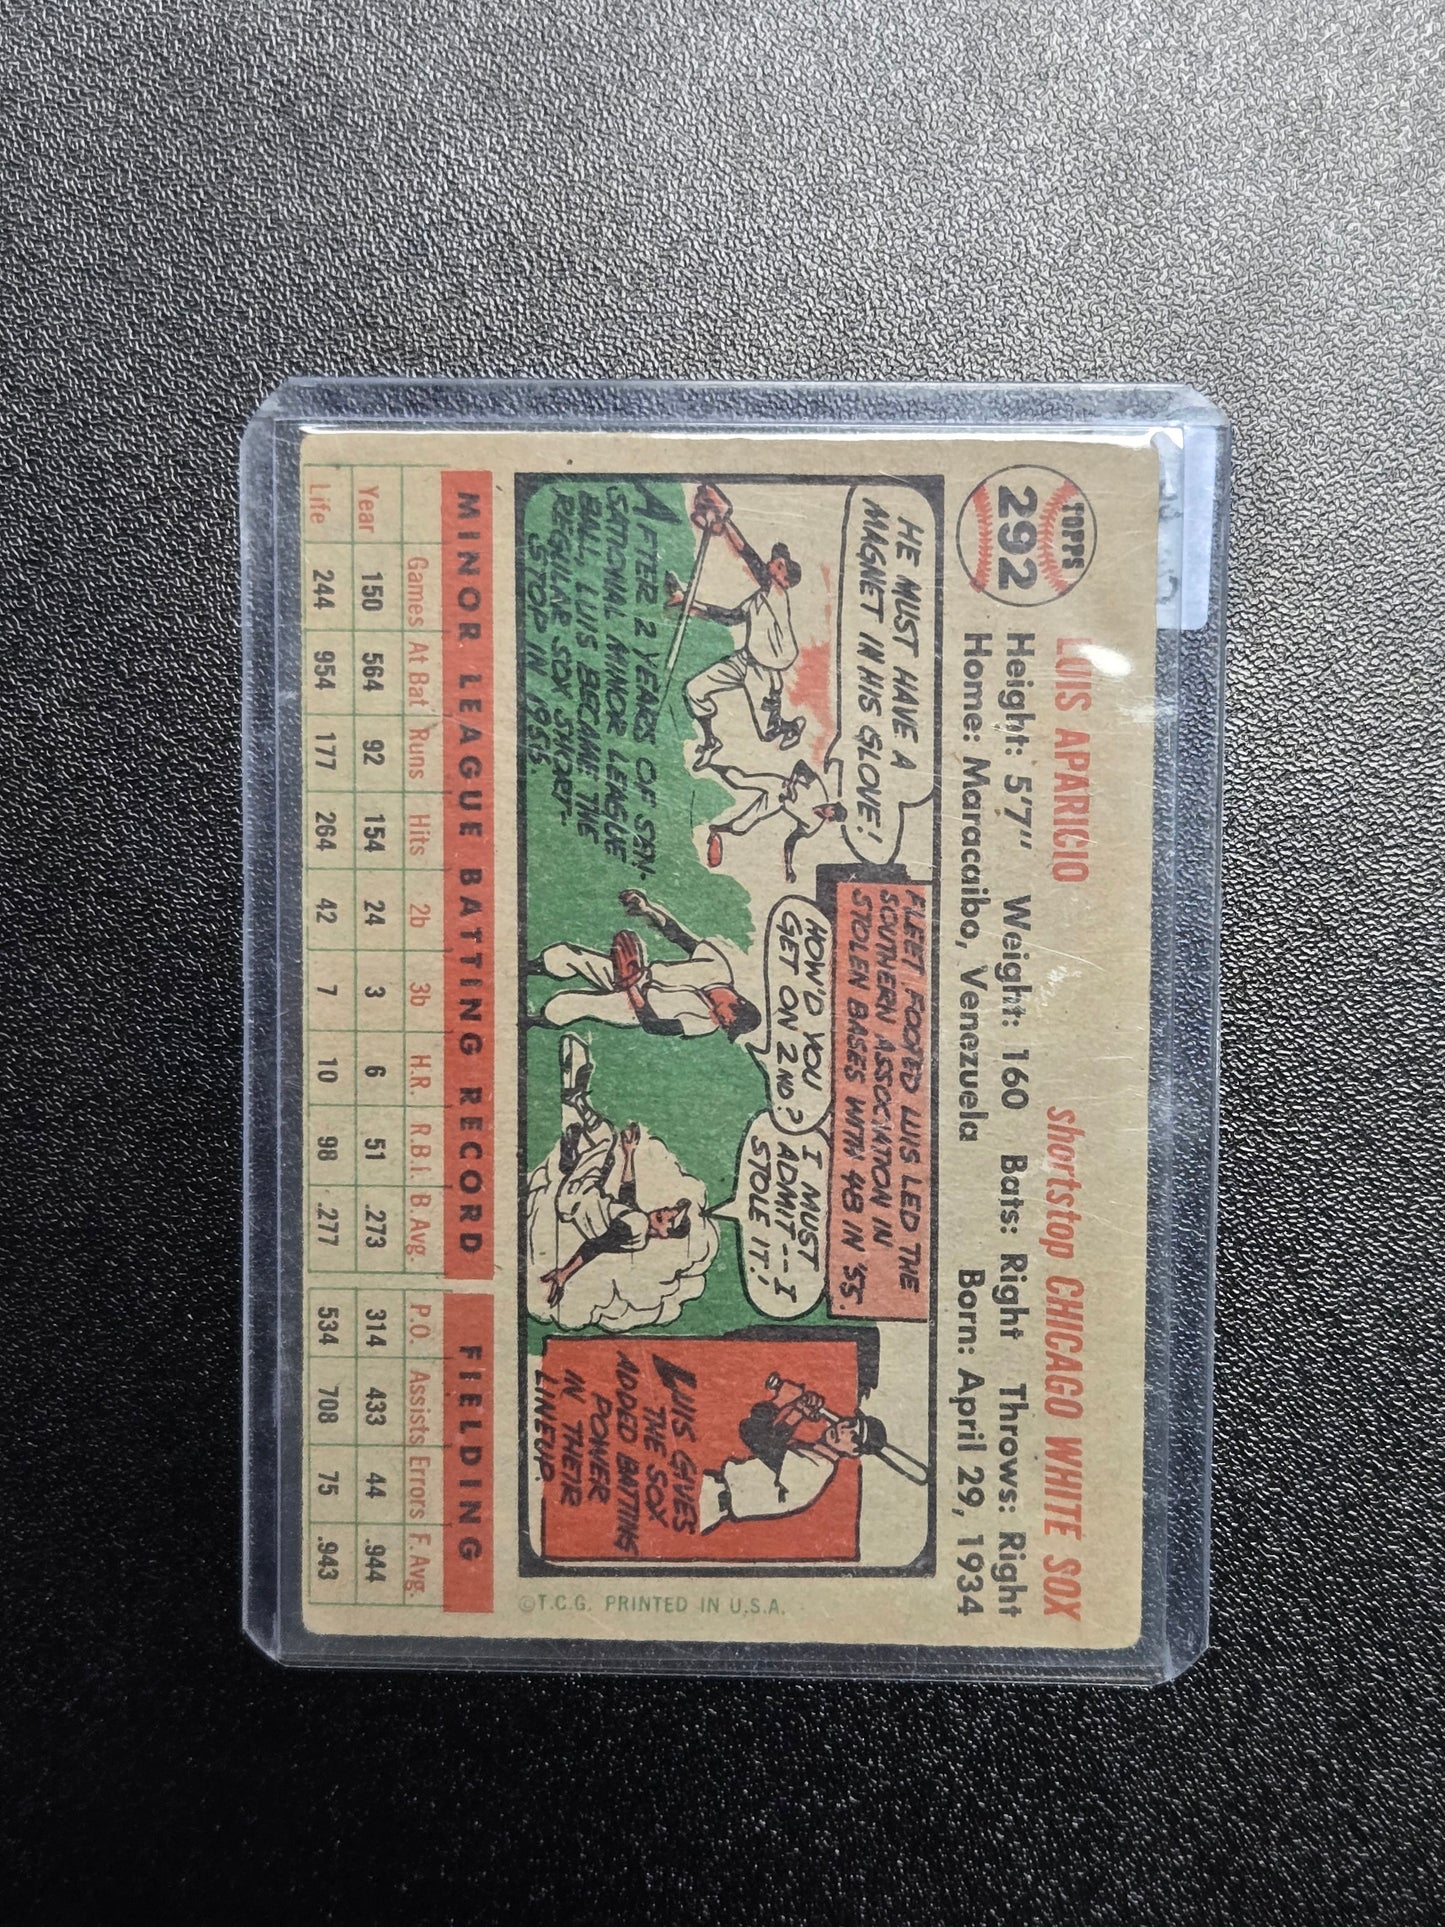 TOPPS
292
LUIS APARICIO
shortstop CHICAGO WHITE SOX
Height: 5'7" Weight: 160 Bats: Right Throws: Right
Home: Maracaibo, Venezuela Born: April 29, 1934
HE MUST HAVE A
MAGNET IN HIS GLOVE!
AFTER 2 YEARS OF SEN-
SATIONAL MINOR LEAGUE
BALL, LUIS BECAME THE
REGULAR SOX SHORT-
STOP IN 1956.
FLEET FOOTED LUIS LED THE
SOUTHERN ASSOCIATION IN
STOLEN BASES WITH 48 IN '55.
HOW'D YOU
GET ON 2ND?
I MUST
ADMIT--I
STOLE IT!
LUIS GIVES
THE SOX
ADDED BATTING
POWER
IN THEIR
LINEUP.
©T.C.G. PRINTED IN U.S.A.
MINOR LEAGUE BATTING RECORD FIELDING
Games At Bat Runs Hits 2b 3b H.R. R.B.I. B. Avg. P.O. Assists Errors F. Avg.
Year 150 564 92 154 24 3 6 51 .273 314 433 44 .944
Life 244 954 177 264 42 7 10 98 .277 534 708 75 .943